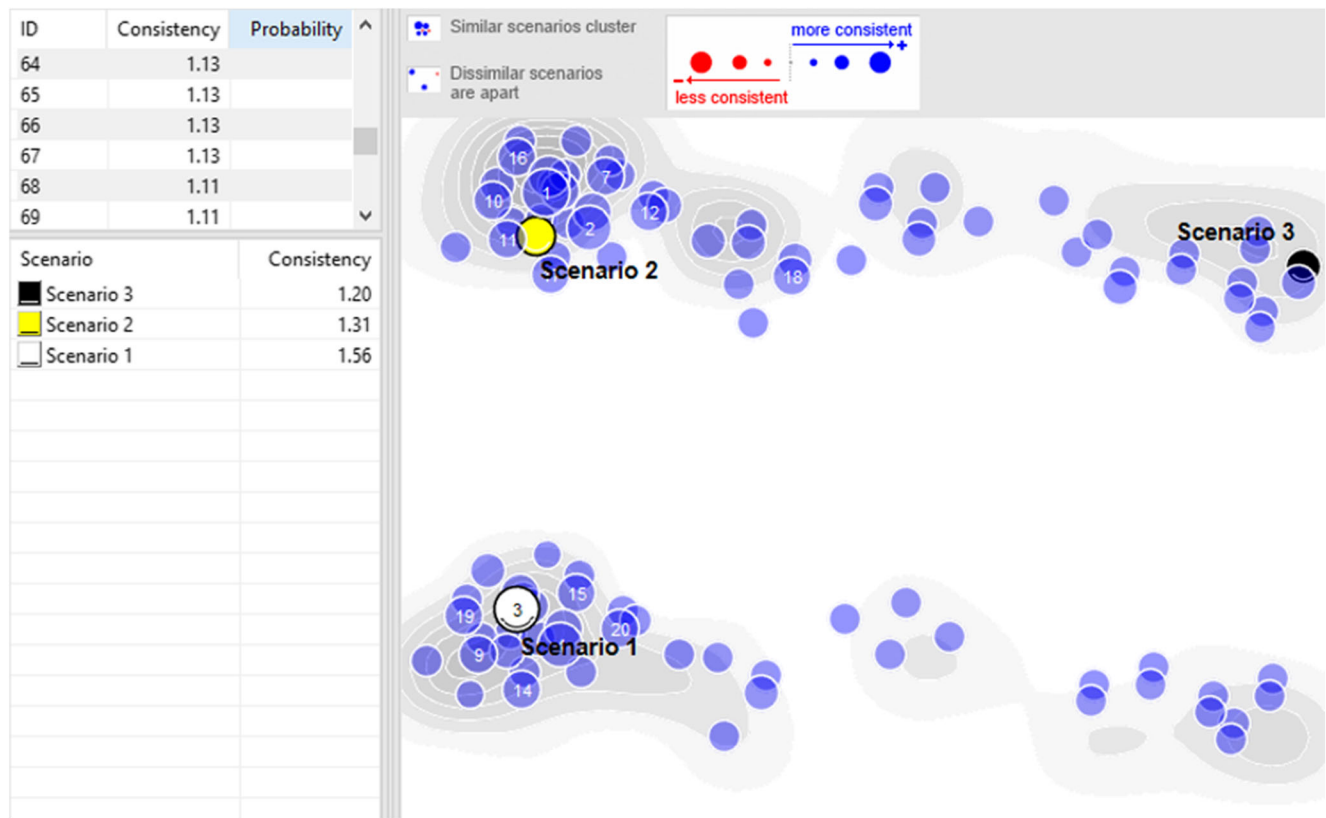 ID Consistency Probability
64 1.13
65 1.13
66 1.13
67 1.13
68 1.11
69 1.11
Scenario Consistency
Scenario 3 1.20
Scenario 2 1.31
Scenario 1 1.56
Similar scenarios cluster
Dissimilar scenarios
are apart
more consistent
+
-
less consistent
16
7
1
10
12
2
11
Scenario 2
18
Scenario 3
15
3
19
20
Scenario 1
9
14